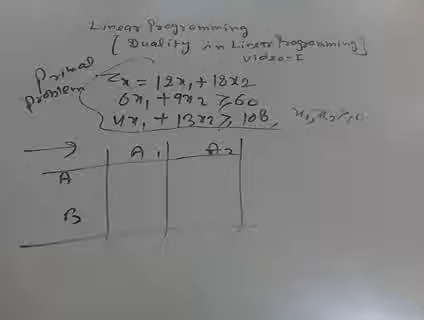 Linear Programming
[Duality in Linear Programming]
video-I
Primal Problem
Zx = 12x₁ + 18x₂
6x₁ + 9x₂ ≥ 60
4x₁ + 13x₂ ≥ 108, x₁, x₂ ≥ 0
→ A₁ A₂
A
B